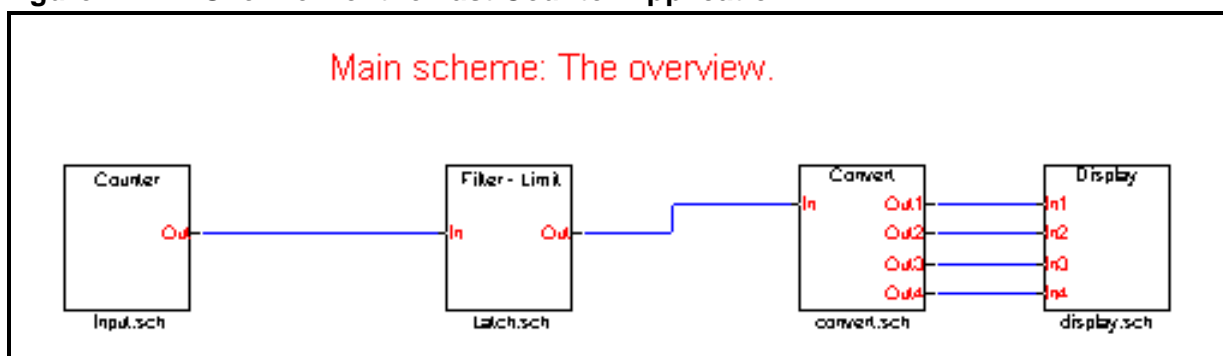 Main scheme: The overview.
Counter
Out
Input.sch
Filter - Limit
In
Out
Latch.sch
Convert
In
Out1
Out2
Out3
Out4
convert.sch
Display
In1
In2
In3
In4
display.sch